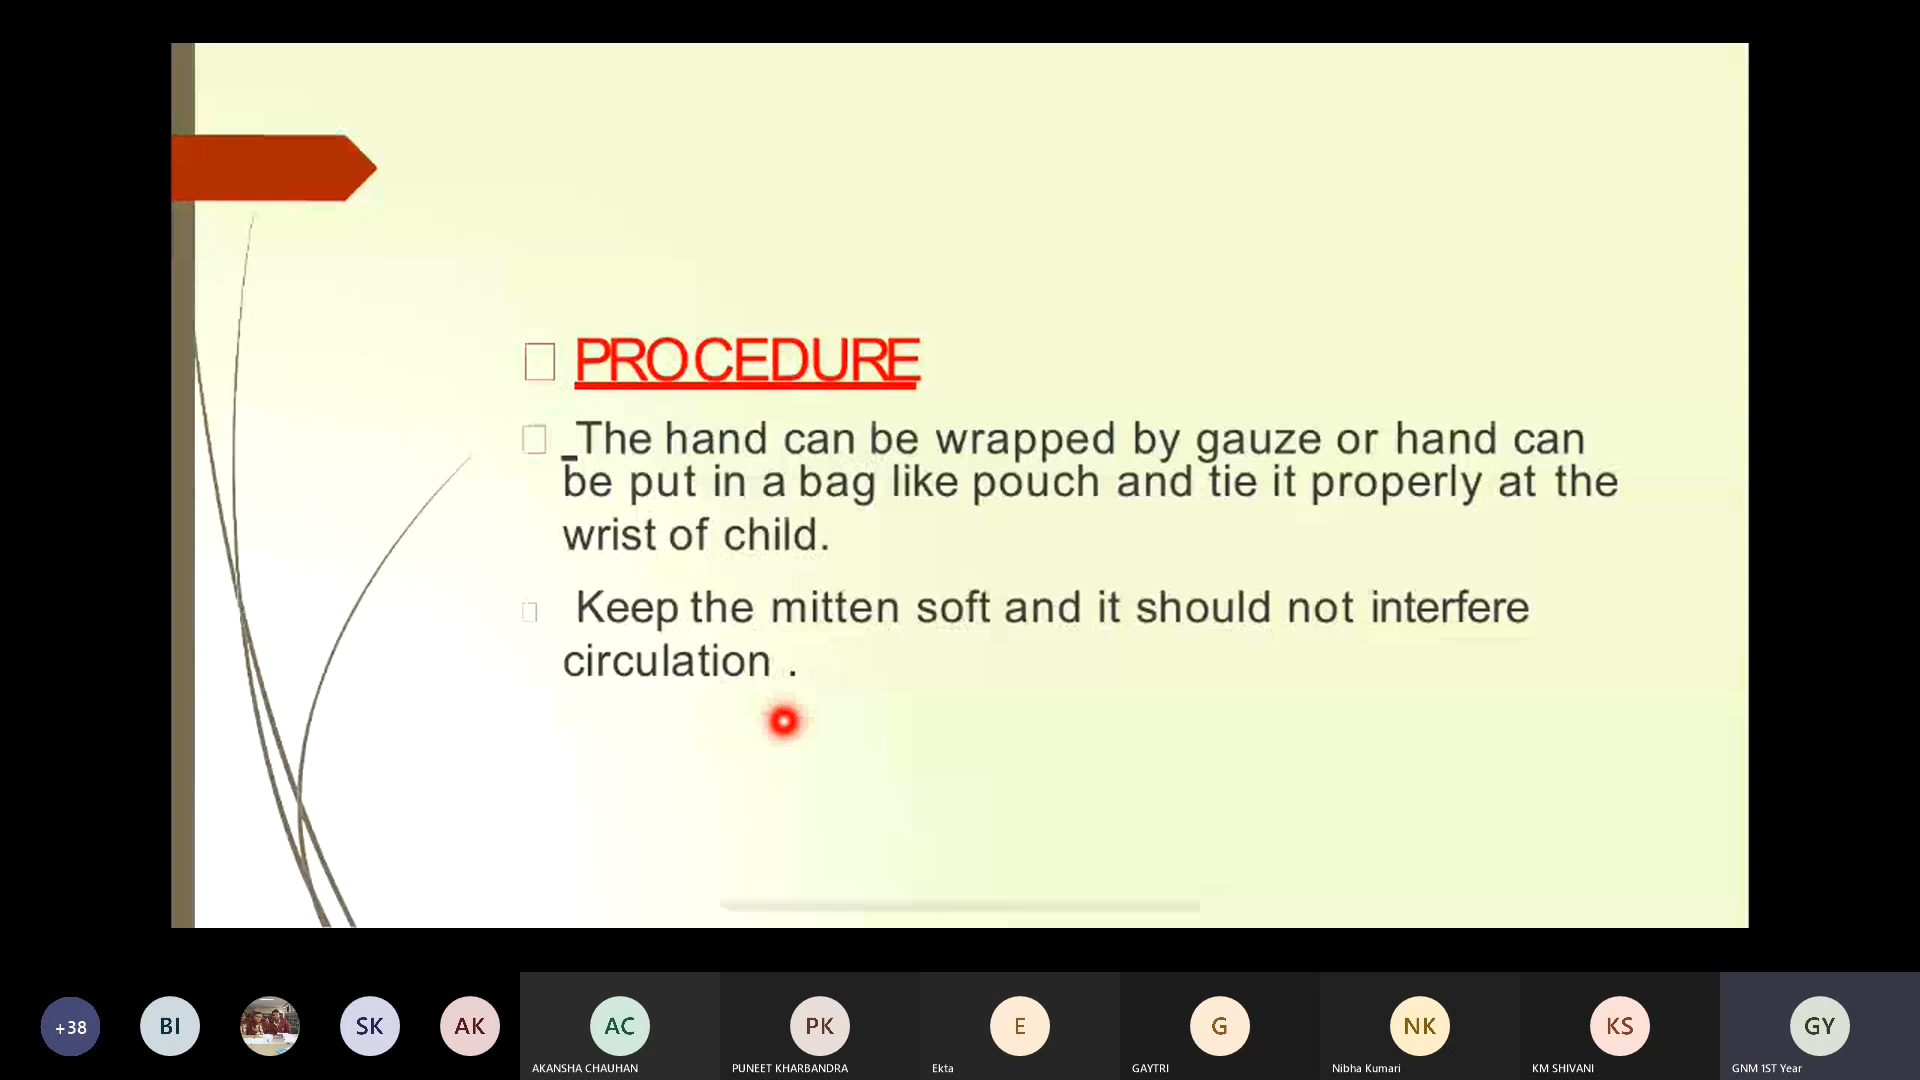 PROCEDURE
The hand can be wrapped by gauze or hand can
be put in a bag like pouch and tie it properly at the
wrist of child.
Keep the mitten soft and it should not interfere
circulation .
+38
BI
SK
AK
AC
PK
E
G
NK
KS
GY
AKANSHA CHAUHAN
PUNEET KHARBANDRA
Ekta
GAYTRI
Nibha Kumari
KM SHIVANI
GNM 1ST Year